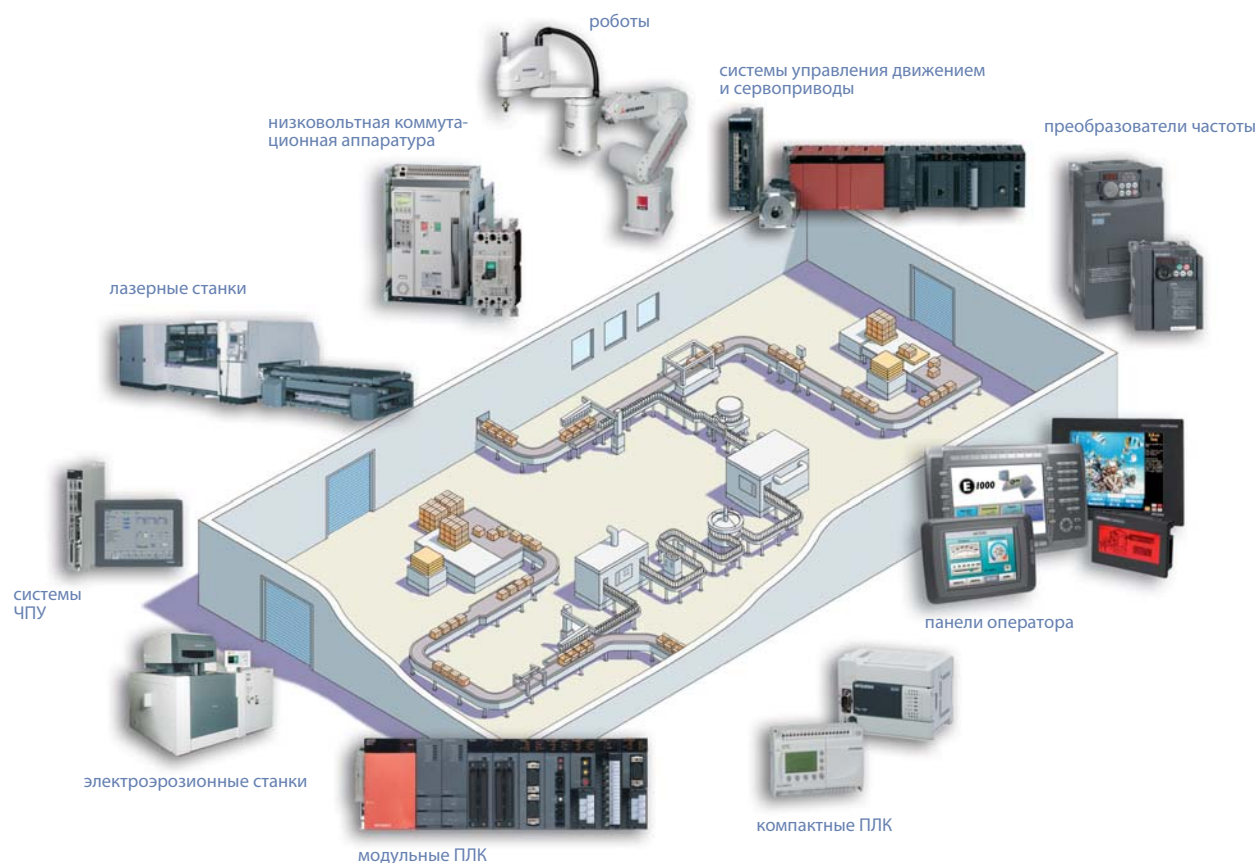 роботы
системы управления движением
и сервоприводы
низковольтная коммута-
ционная аппаратура
преобразователи частоты
лазерные станки
E 1000
системы
ЧПУ
панели оператора
электроэрозионные станки
компактные ПЛК
модульные ПЛК